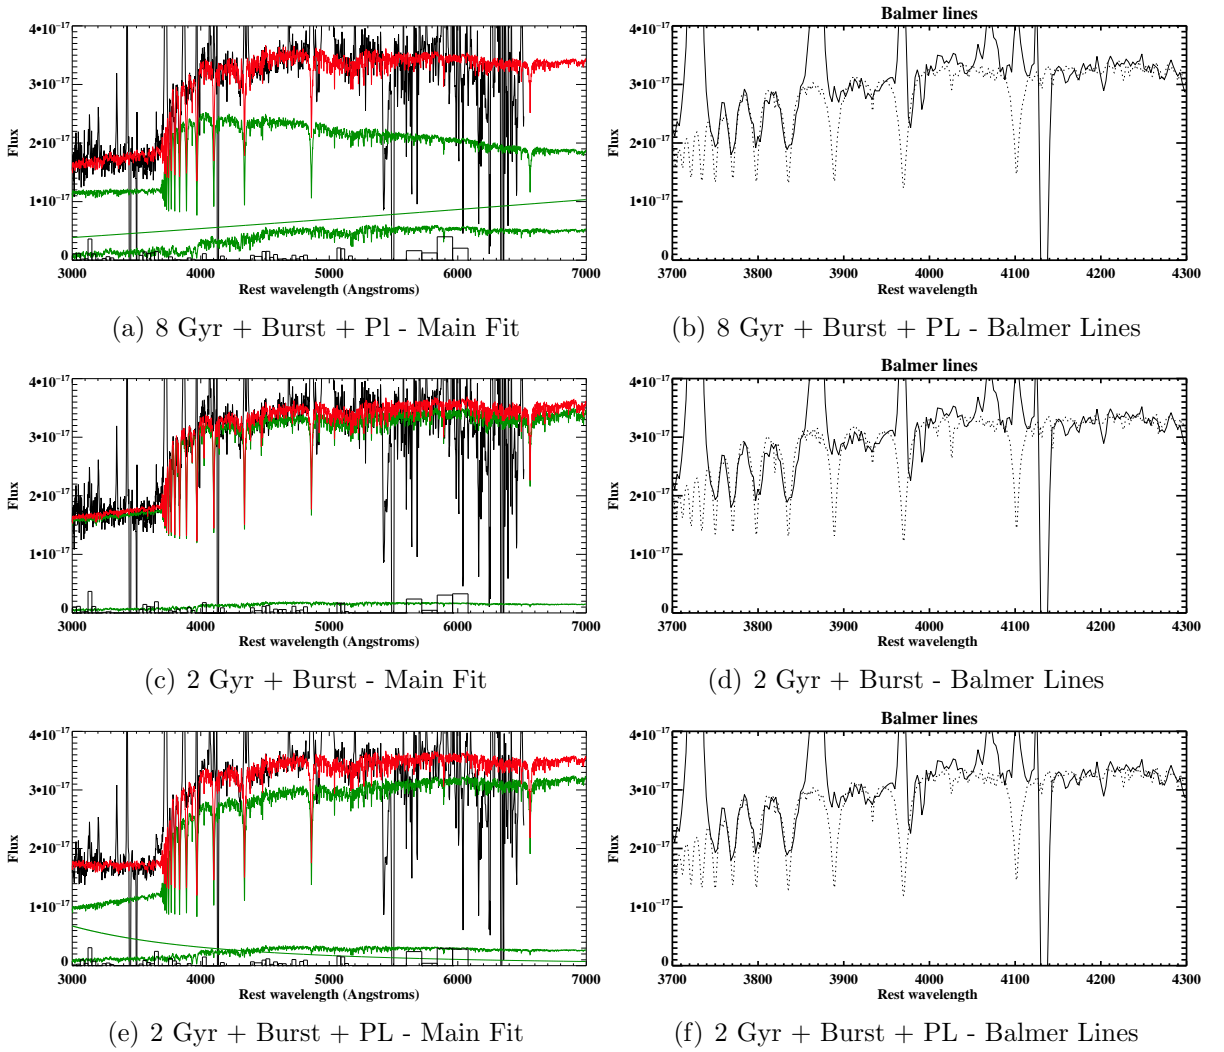 Balmer lines
4•10⁻¹⁷
3•10⁻¹⁷
2•10⁻¹⁷
1•10⁻¹⁷
0
Flux
3000 4000 5000 6000 7000
Rest wavelength (Angstroms)
4•10⁻¹⁷
3•10⁻¹⁷
2•10⁻¹⁷
1•10⁻¹⁷
0
Flux
3700 3800 3900 4000 4100 4200 4300
Rest wavelength
(a) 8 Gyr + Burst + Pl - Main Fit
(b) 8 Gyr + Burst + PL - Balmer Lines
Balmer lines
4•10⁻¹⁷
3•10⁻¹⁷
2•10⁻¹⁷
1•10⁻¹⁷
0
Flux
3000 4000 5000 6000 7000
Rest wavelength (Angstroms)
4•10⁻¹⁷
3•10⁻¹⁷
2•10⁻¹⁷
1•10⁻¹⁷
0
Flux
3700 3800 3900 4000 4100 4200 4300
Rest wavelength
(c) 2 Gyr + Burst - Main Fit
(d) 2 Gyr + Burst - Balmer Lines
Balmer lines
4•10⁻¹⁷
3•10⁻¹⁷
2•10⁻¹⁷
1•10⁻¹⁷
0
Flux
3000 4000 5000 6000 7000
Rest wavelength (Angstroms)
4•10⁻¹⁷
3•10⁻¹⁷
2•10⁻¹⁷
1•10⁻¹⁷
0
Flux
3700 3800 3900 4000 4100 4200 4300
Rest wavelength
(e) 2 Gyr + Burst + PL - Main Fit
(f) 2 Gyr + Burst + PL - Balmer Lines